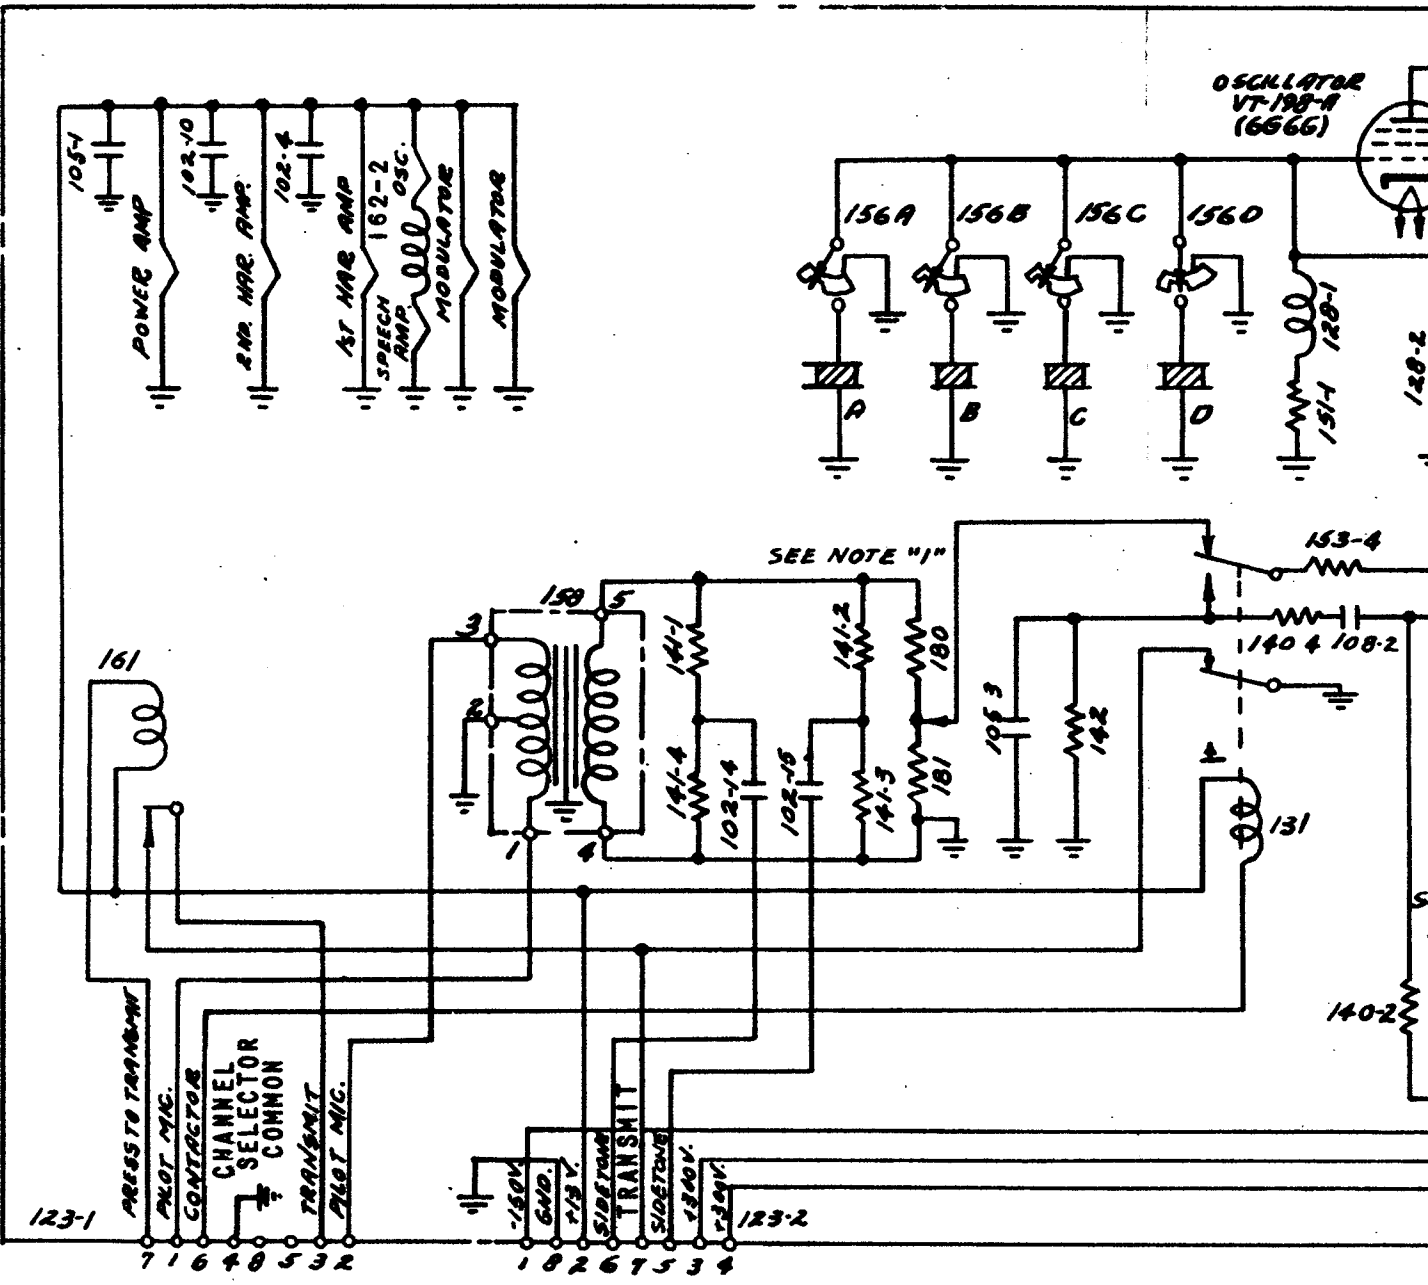 OSCILLATOR
VT-198-A
(6G6G)
105-1
102-10
102-4
POWER AMP
2ND. HAR. AMP.
1ST HAR AMP
162-2
OSC.
SPEECH
AMP.
MODULATOR
MODULATOR
156A
156B
156C
156D
A
B
C
D
128-1
151-1
128-2
SEE NOTE "1"
153-4
158
5
3
2
1
4
141-1
141-4
102-14
102-15
141-2
141-3
180
181
105 3
142
140 4
108-2
131
161
140-2
PRESS TO TRANSMIT
PILOT MIC.
CONTACTOR
CHANNEL
SELECTOR
COMMON
TRANSMIT
PILOT MIC.
-150V.
GND.
+13 V.
SIDETONE
TRANSMIT
SIDETONE
+300V.
+300V.
123-1
123-2
7 1 6 4 8 5 3 2
1 8 2 6 7 5 3 4